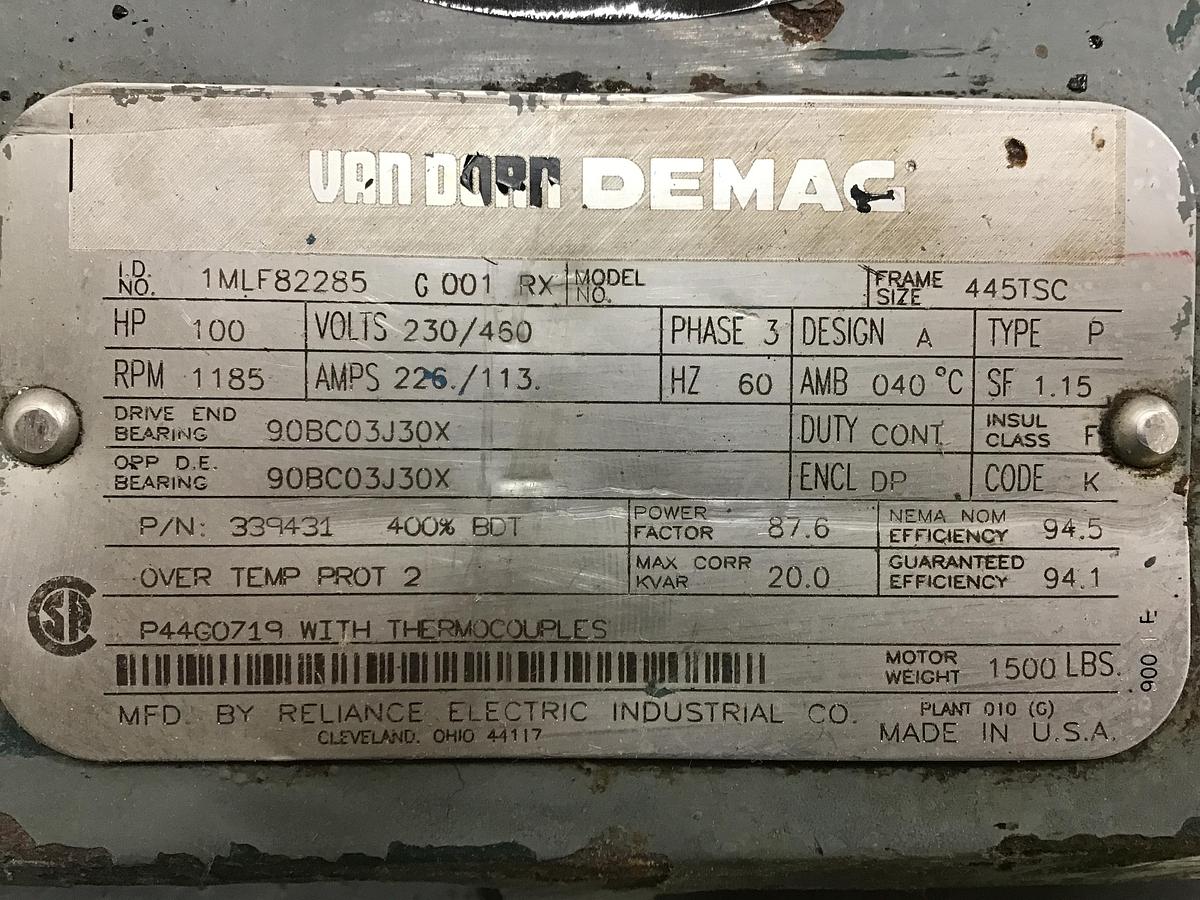 VAN DORN DEMAG
I.D. NO. 1MLF82285 G 001 RX MODEL NO. FRAME SIZE 445TSC
HP 100 VOLTS 230/460 PHASE 3 DESIGN A TYPE P
RPM 1185 AMPS 226./113. HZ 60 AMB 040 °C SF 1.15
DRIVE END BEARING 90BC03J30X DUTY CONT INSUL CLASS F
OPP D.E. BEARING 90BC03J30X ENCL DP CODE K
P/N: 339431 400% BDT POWER FACTOR 87.6 NEMA NOM EFFICIENCY 94.5
OVER TEMP PROT 2 MAX CORR KVAR 20.0 GUARANTEED EFFICIENCY 94.1
P44G0719 WITH THERMOCOUPLES
MOTOR WEIGHT 1500 LBS.
MFD. BY RELIANCE ELECTRIC INDUSTRIAL CO. PLANT 010 (G)
CLEVELAND, OHIO 44117 MADE IN U.S.A.